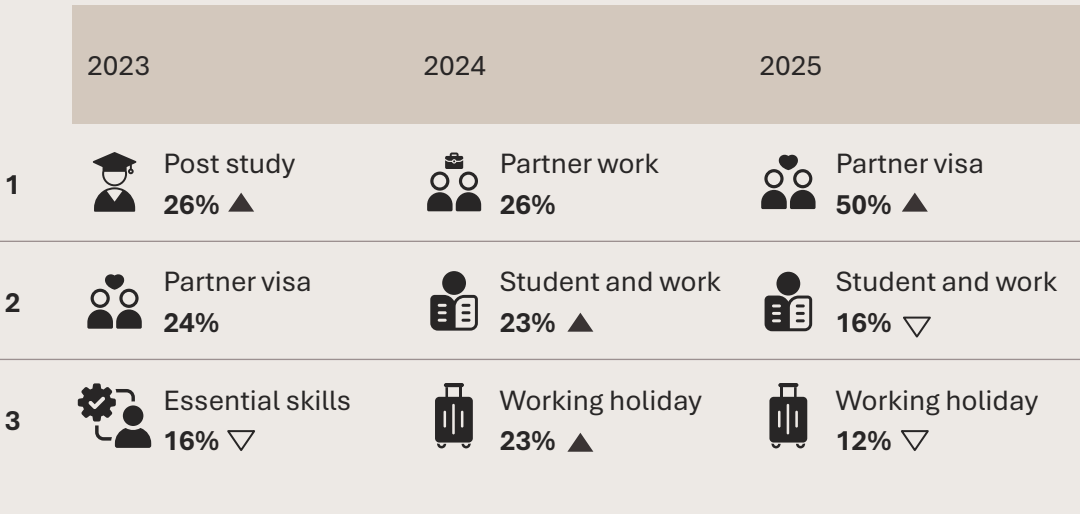 2023 2024 2025
1 Post study Partner work Partner visa
26% ▲ 26% 50% ▲
2 Partner visa Student and work Student and work
24% 23% ▲ 16% ▽
3 Essential skills Working holiday Working holiday
16% ▽ 23% ▲ 12% ▽